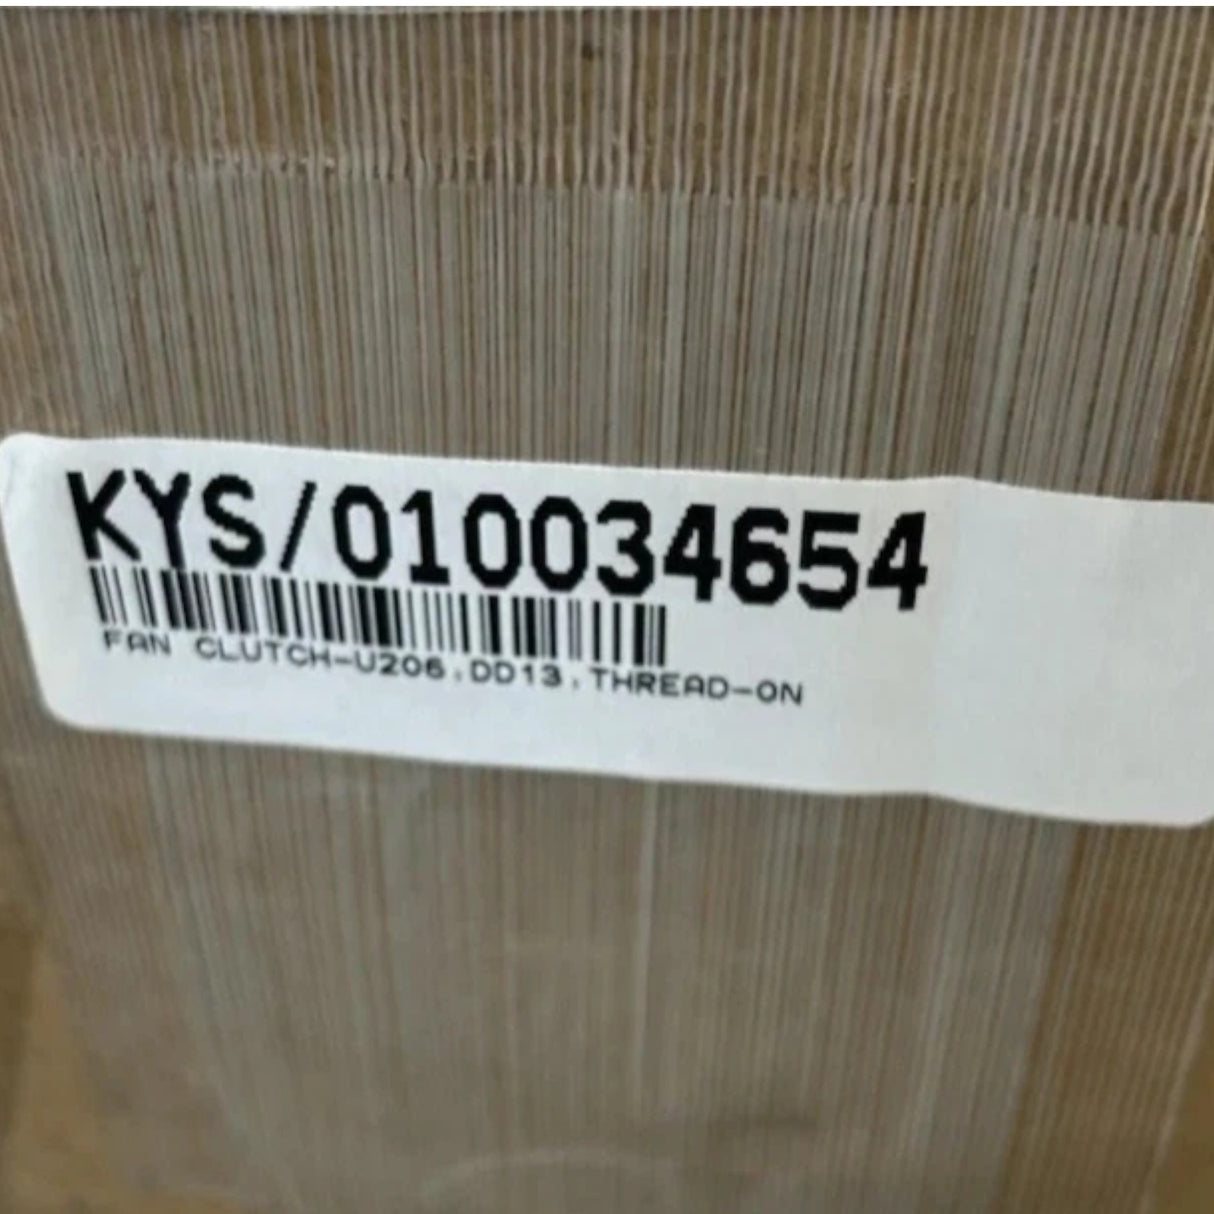 KYS/010034654
FAN CLUTCH-U206,DD13,THREAD-ON